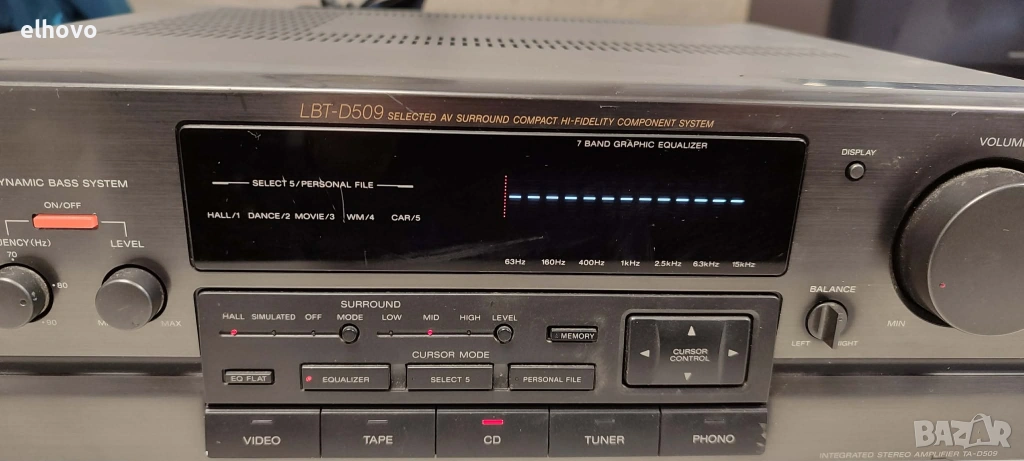 elhovo
LBT-D509 SELECTED AV SURROUND COMPACT HI-FIDELITY COMPONENT SYSTEM
7 BAND GRAPHIC EQUALIZER
VOLUME
DISPLAY
DYNAMIC BASS SYSTEM
ON/OFF
SELECT 5/PERSONAL FILE
HALL/1 DANCE/2 MOVIE/3 WM/4 CAR/5
LEVEL
70
80
90
MAX
63Hz 160Hz 400Hz 1kHz 2.5kHz 6.3kHz 15kHz
BALANCE
LEFT RIGHT
MIN
SURROUND
HALL SIMULATED OFF MODE LOW MID HIGH LEVEL
MEMORY
CURSOR CONTROL
CURSOR MODE
EQ FLAT EQUALIZER SELECT 5 PERSONAL FILE
VIDEO TAPE CD TUNER PHONO
BAZAR
INTEGRATED STEREO AMPLIFIER TA-D509